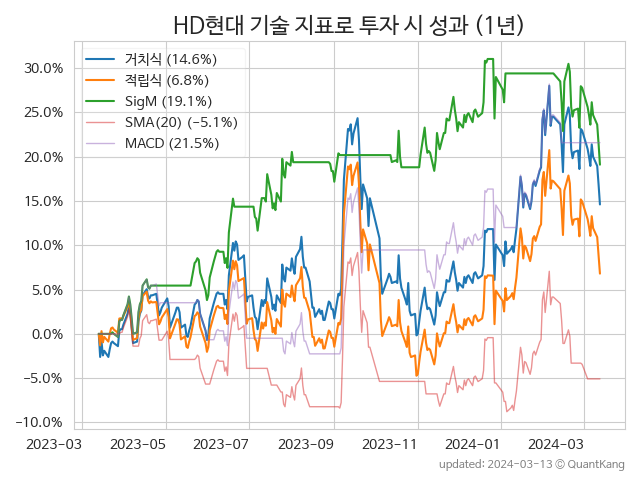 HD현대 기술 지표로 투자 시 성과 (1년)
거치식 (14.6%)
적립식 (6.8%)
SigM (19.1%)
SMA(20) (−5.1%)
MACD (21.5%)
30.0%
25.0%
20.0%
15.0%
10.0%
5.0%
0.0%
−5.0%
−10.0%
2023-03 2023-05 2023-07 2023-09 2023-11 2024-01 2024-03
updated: 2024-03-13 ⓒ QuantKang